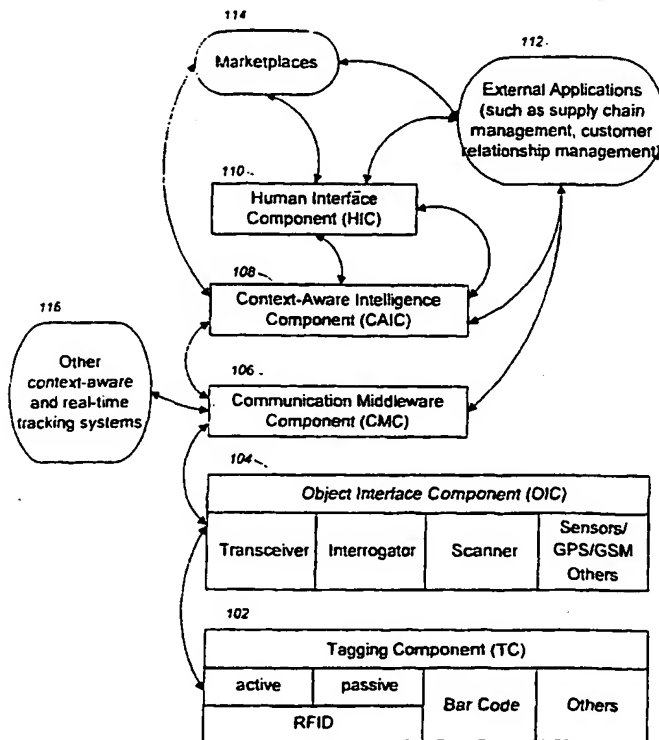 114
Marketplaces
112
External Applications
(such as supply chain
management, customer
relationship management)
110
Human Interface
Component (HIC)
108
Context-Aware Intelligence
Component (CAIC)
116
Other
context-aware
and real-time
tracking systems
106
Communication Middleware
Component (CMC)
104
Object Interface Component (OIC)
Transceiver
Interrogator
Scanner
Sensors/
GPS/GSM
Others
102
Tagging Component (TC)
active
passive
RFID
Bar Code
Others